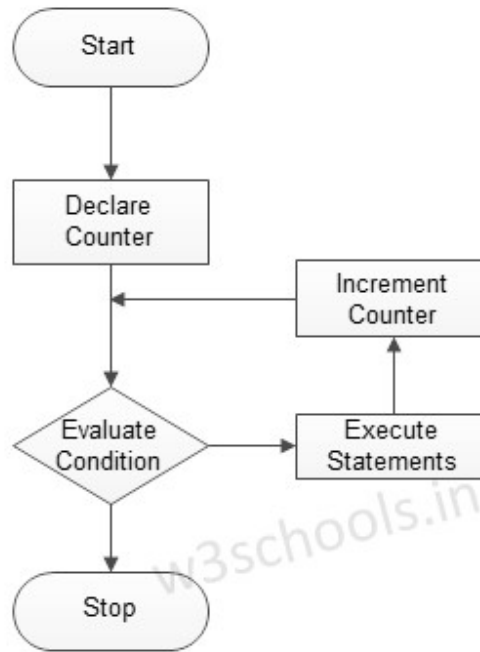 Start
Declare
Counter
Increment
Counter
Evaluate
Condition
Execute
Statements
w3schools.in
Stop